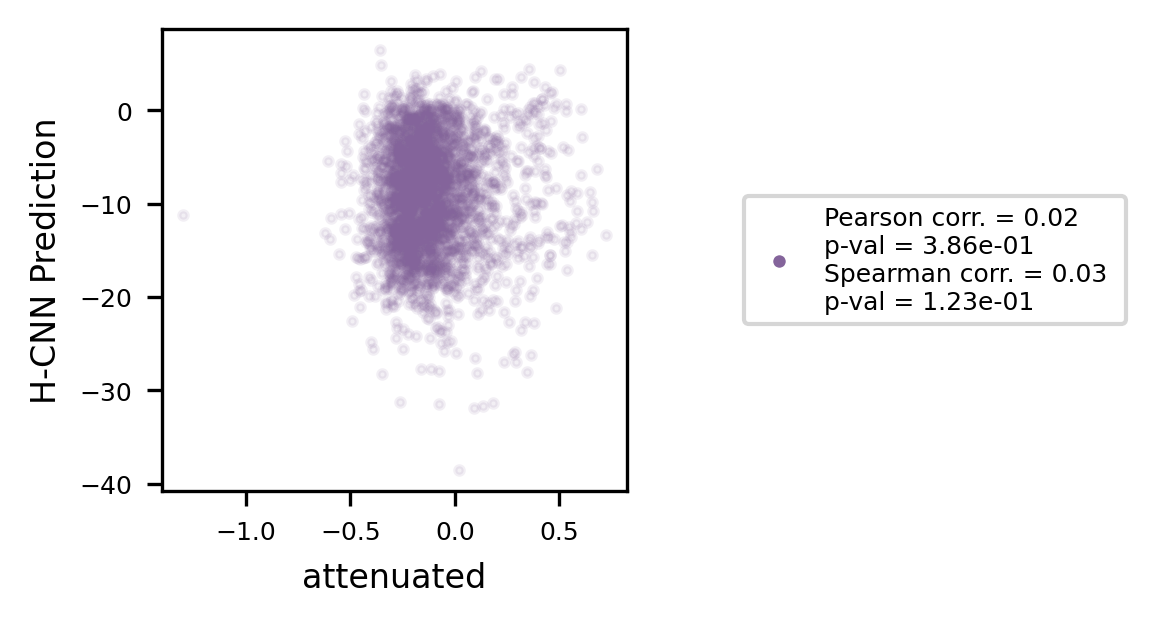 H-CNN Prediction
0
−10
−20
−30
−40
−1.0
−0.5
0.0
0.5
attenuated
Pearson corr. = 0.02
p-val = 3.86e-01
Spearman corr. = 0.03
p-val = 1.23e-01